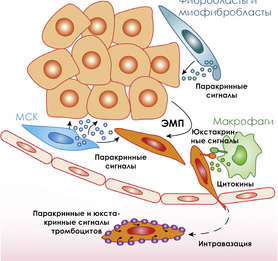 Фибробласты и
миофибробласты
Паракринные
сигналы
МСК
ЭМП
Макрофаги
Юкстакрин-
ные сигналы
Паракринные
сигналы
Цитокины
Паракринные и юкста-
кринные сигналы
тромбоцитов
Интравазация